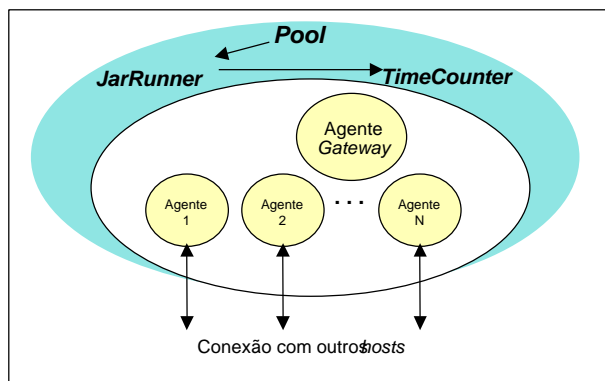 Pool
JarRunner
TimeCounter
Agente
Gateway
Agente
1
Agente
2
. . .
Agente
N
Conexão com outros hosts